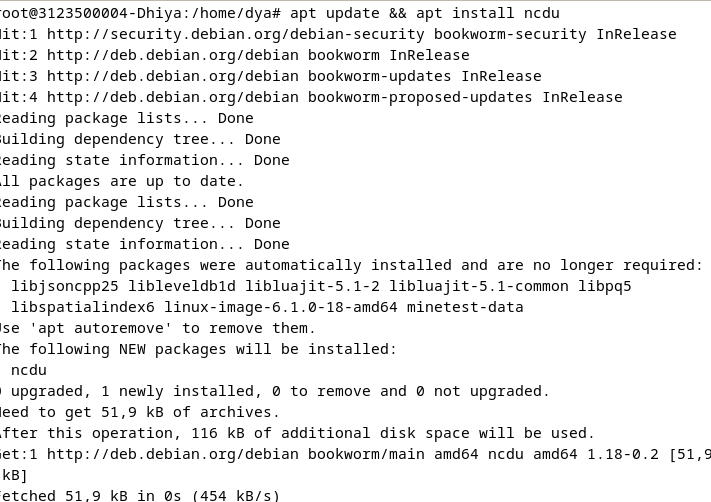 root@3123500004-Dhiya:/home/dya# apt update && apt install ncdu
Hit:1 http://security.debian.org/debian-security bookworm-security InRelease
Hit:2 http://deb.debian.org/debian bookworm InRelease
Hit:3 http://deb.debian.org/debian bookworm-updates InRelease
Hit:4 http://deb.debian.org/debian bookworm-proposed-updates InRelease
Reading package lists... Done
Building dependency tree... Done
Reading state information... Done
All packages are up to date.
Reading package lists... Done
Building dependency tree... Done
Reading state information... Done
The following packages were automatically installed and are no longer required:
libjsoncpp25 libleveldb1d libluajit-5.1-2 libluajit-5.1-common libpq5
libspatialindex6 linux-image-6.1.0-18-amd64 minetest-data
Use 'apt autoremove' to remove them.
The following NEW packages will be installed:
ncdu
0 upgraded, 1 newly installed, 0 to remove and 0 not upgraded.
Need to get 51,9 kB of archives.
After this operation, 116 kB of additional disk space will be used.
Get:1 http://deb.debian.org/debian bookworm/main amd64 ncdu amd64 1.18-0.2 [51,9
kB]
Fetched 51,9 kB in 0s (454 kB/s)